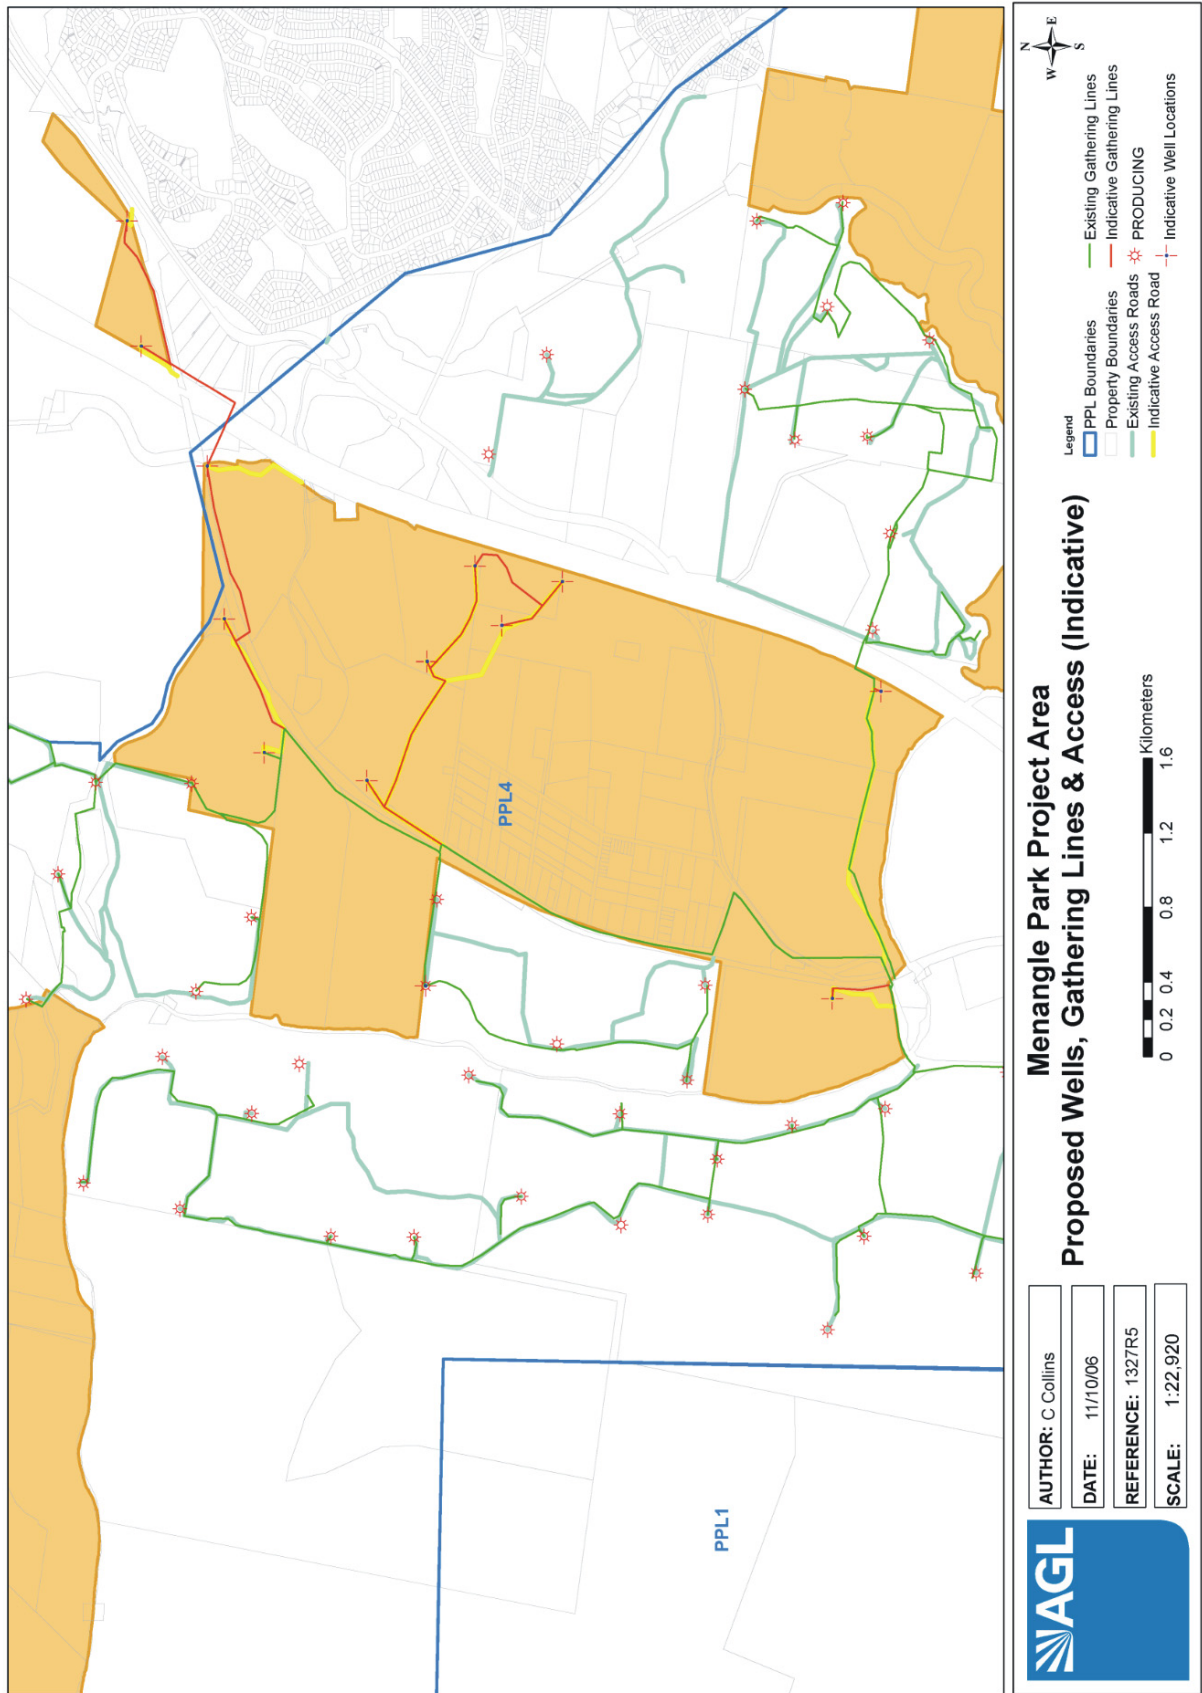 PPL4
PPL1
AGL
AUTHOR: C Collins
DATE: 11/10/06
REFERENCE: 1327R5
SCALE: 1:22,920
Menangle Park Project Area
Proposed Wells, Gathering Lines & Access (Indicative)
0 0.2 0.4 0.8 1.2 1.6
Kilometers
Legend
PPL Boundaries
Property Boundaries
Existing Access Roads
Indicative Access Road
Existing Gathering Lines
Indicative Gathering Lines
PRODUCING
Indicative Well Locations
N
E
S
W